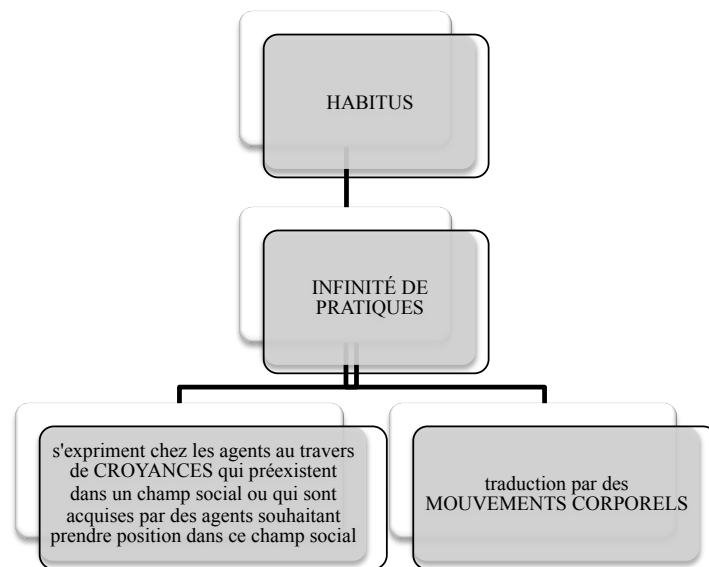 HABITUS
INFINITÉ DE
PRATIQUES
s'expriment chez les agents au travers
de CROYANCES qui préexistent
dans un champ social ou qui sont
acquises par des agents souhaitant
prendre position dans ce champ social
traduction par des
MOUVEMENTS CORPORELS